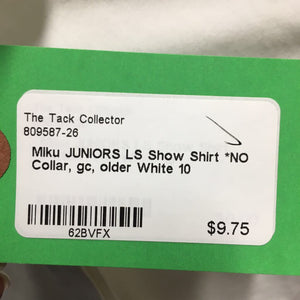 The Tack Collector
809587-26
Miku JUNIORS LS Show Shirt *NO
Collar, gc, older White 10
$9.75
62BVFX